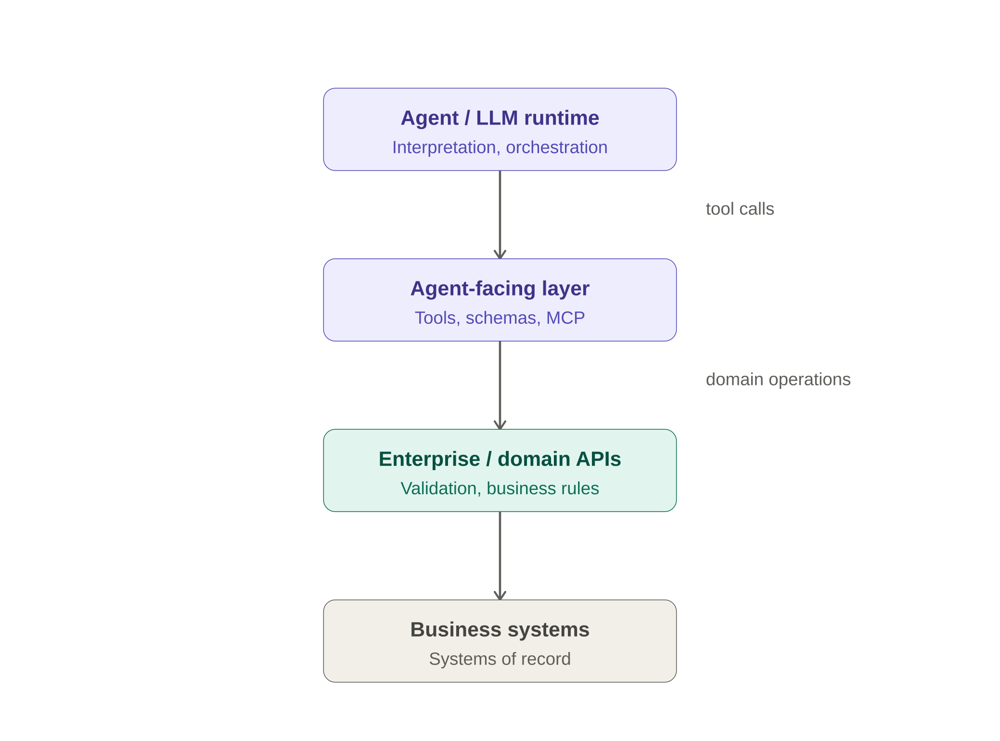 Agent / LLM runtime
Interpretation, orchestration
tool calls
Agent-facing layer
Tools, schemas, MCP
domain operations
Enterprise / domain APIs
Validation, business rules
Business systems
Systems of record